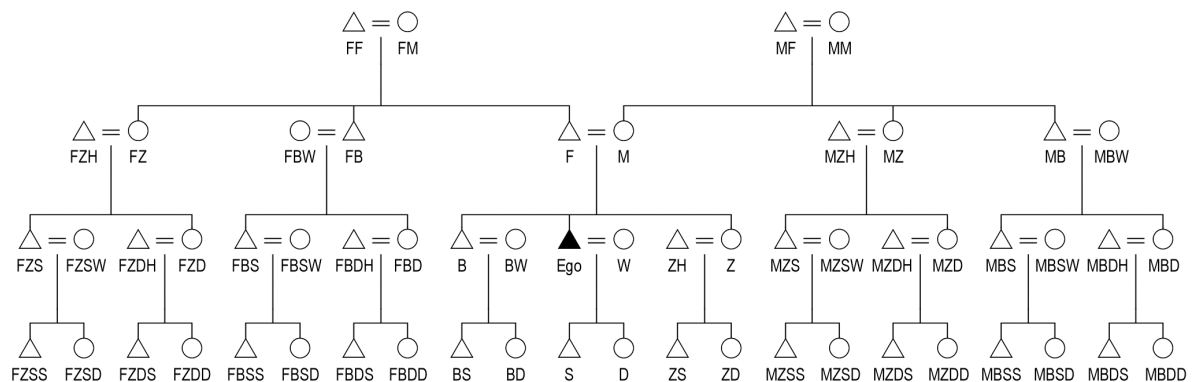 FF FM MF MM
FZH FZ FBW FB F M MZH MZ MB MBW
FZS FZSW FZDH FZD FBS FBSW FBDH FBD B BW Ego W ZH Z MZS MZSW MZDH MZD MBS MBSW MBDH MBD
FZSS FZSD FZDS FZDD FBSS FBSD FBDS FBDD BS BD S D ZS ZD MZSS MZSD MZDS MZDD MBSS MBSD MBDS MBDD